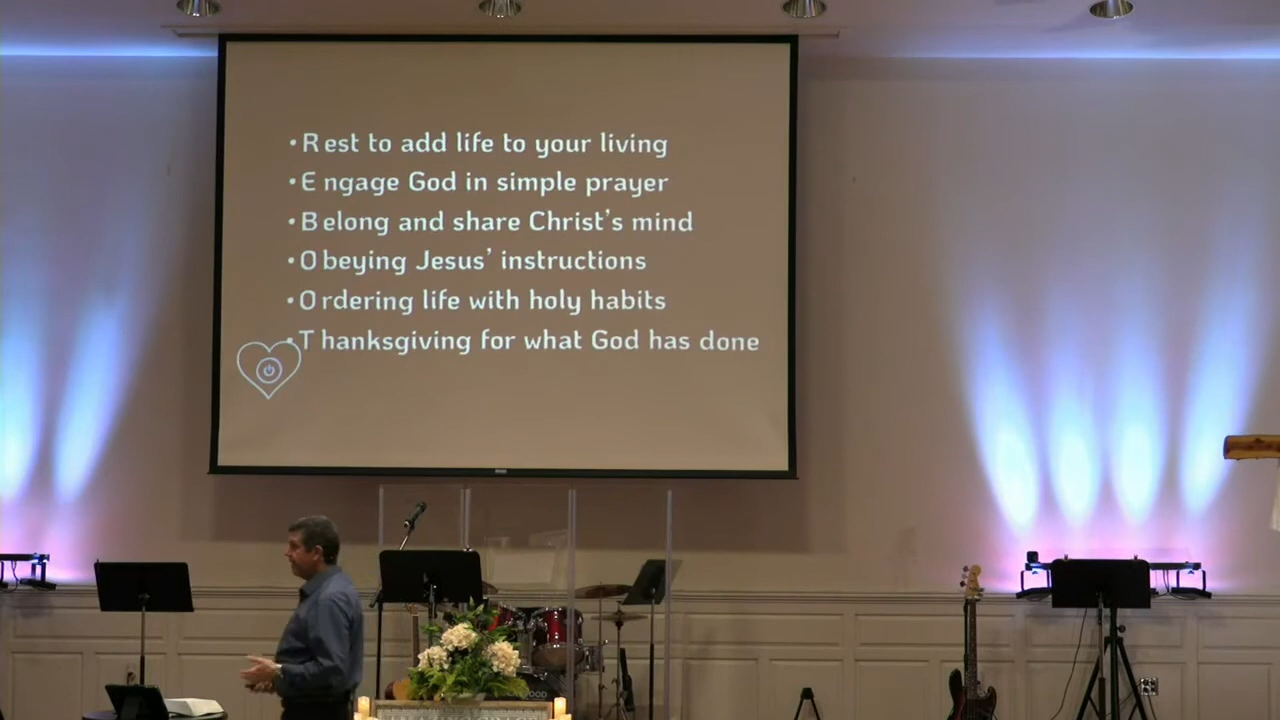 • Rest to add life to your living
• Engage God in simple prayer
• Belong and share Christ's mind
• Obeying Jesus' instructions
• Ordering life with holy habits
• Thanksgiving for what God has done